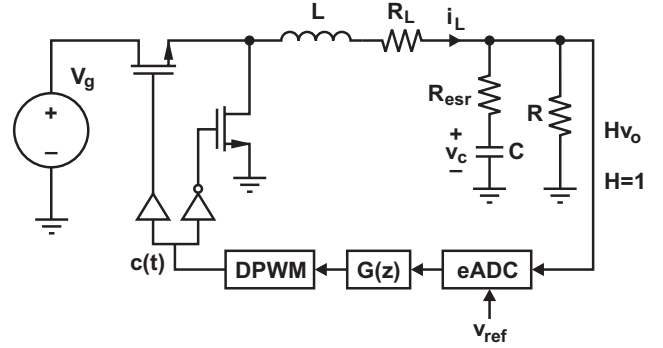 L
R_L
i_L
V_g
+
−
R_esr
+
v_c
−
C
R
Hv_o
H=1
c(t)
DPWM
G(z)
eADC
v_ref